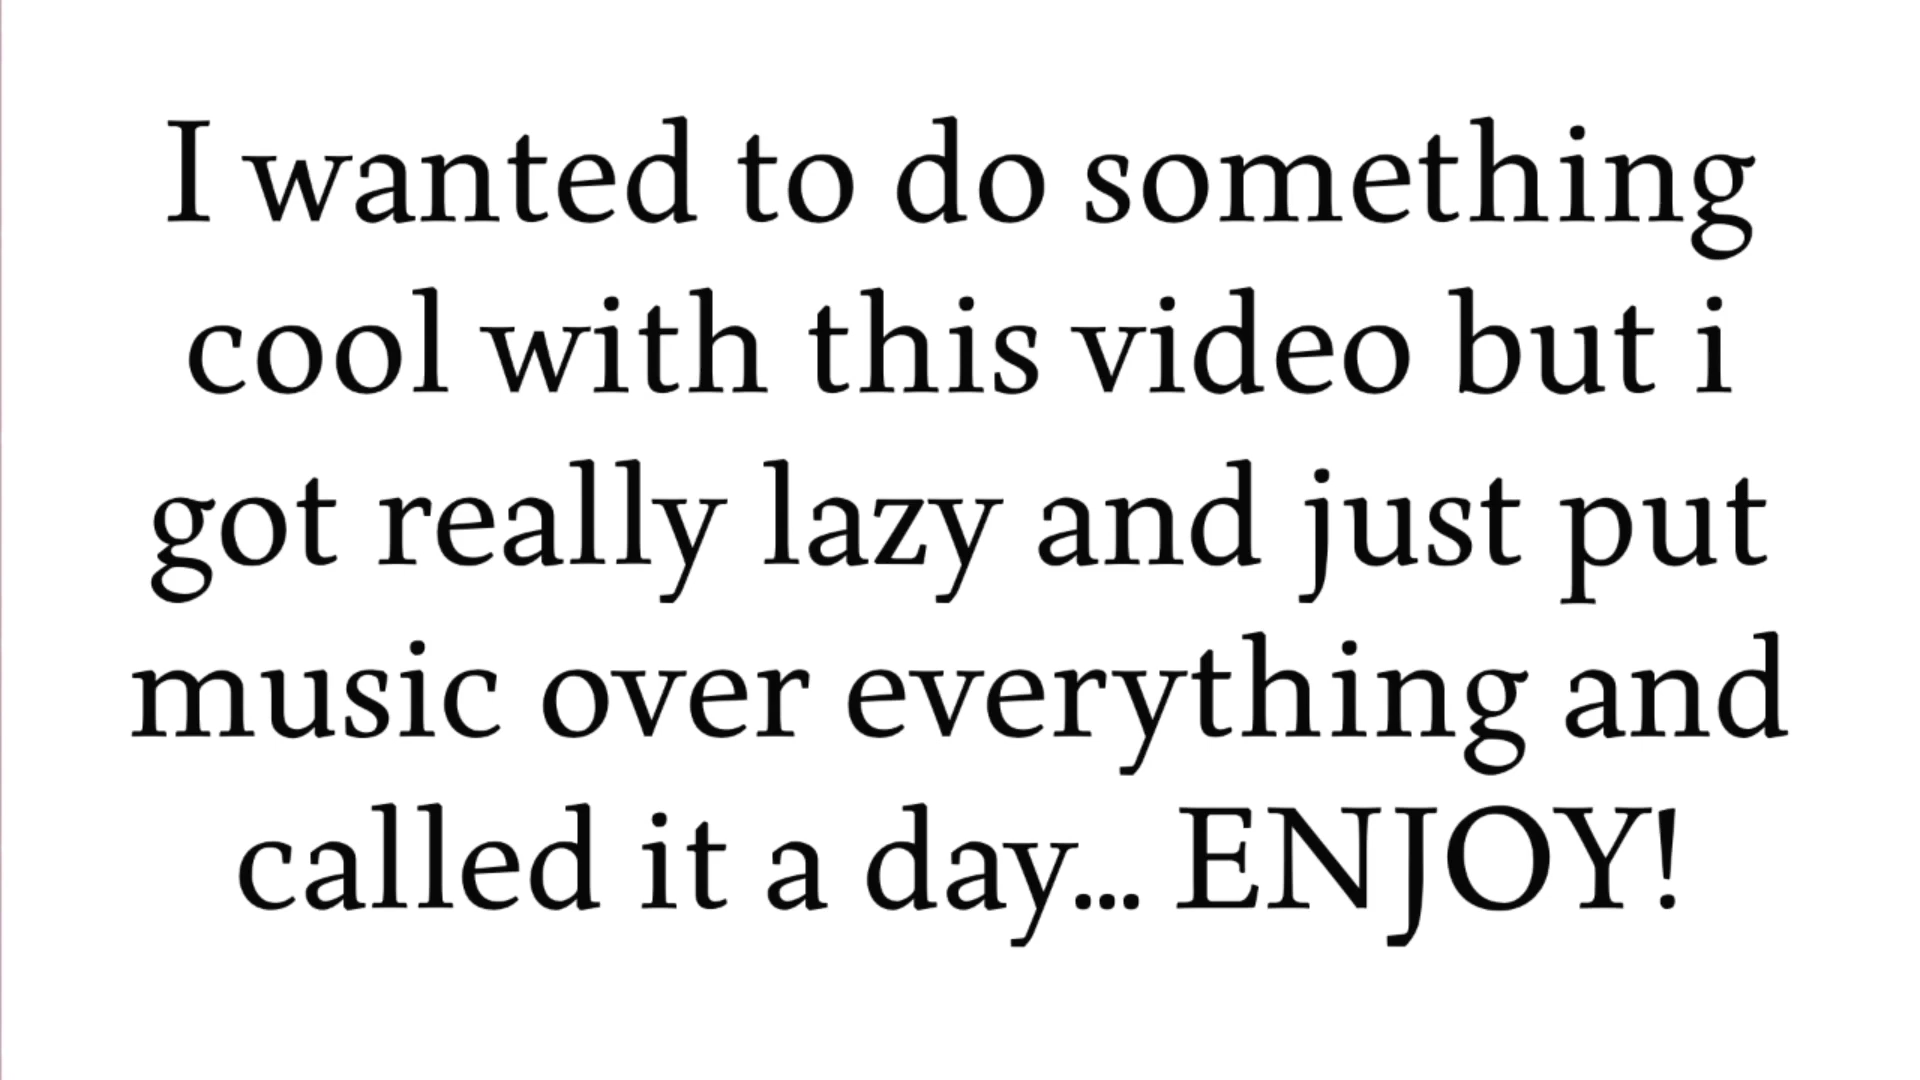 I wanted to do something
cool with this video but i
got really lazy and just put
music over everything and
called it a day... ENJOY!